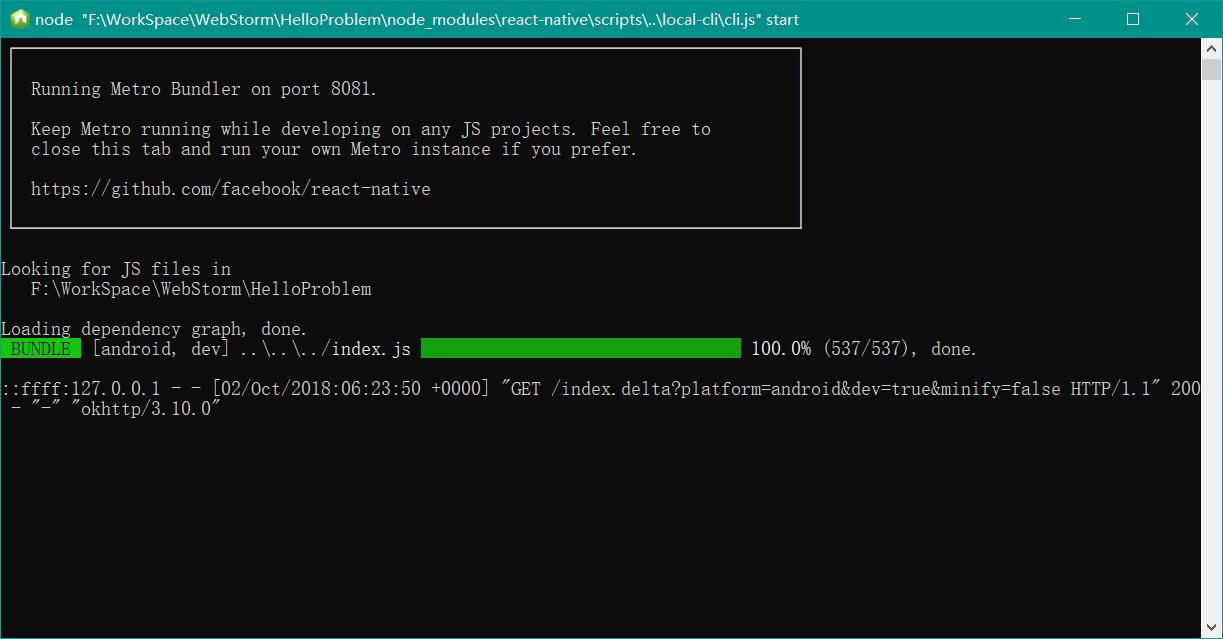 node "F:\WorkSpace\WebStorm\HelloProblem\node_modules\react-native\scripts\..\local-cli\cli.js" start
Running Metro Bundler on port 8081.
Keep Metro running while developing on any JS projects. Feel free to
close this tab and run your own Metro instance if you prefer.
https://github.com/facebook/react-native
Looking for JS files in
F:\WorkSpace\WebStorm\HelloProblem
Loading dependency graph, done.
BUNDLE [android, dev] ..\..\../index.js 100.0% (537/537), done.
::ffff:127.0.0.1 - - [02/Oct/2018:06:23:50 +0000] "GET /index.delta?platform=android&dev=true&minify=false HTTP/1.1" 200
- "-" "okhttp/3.10.0"